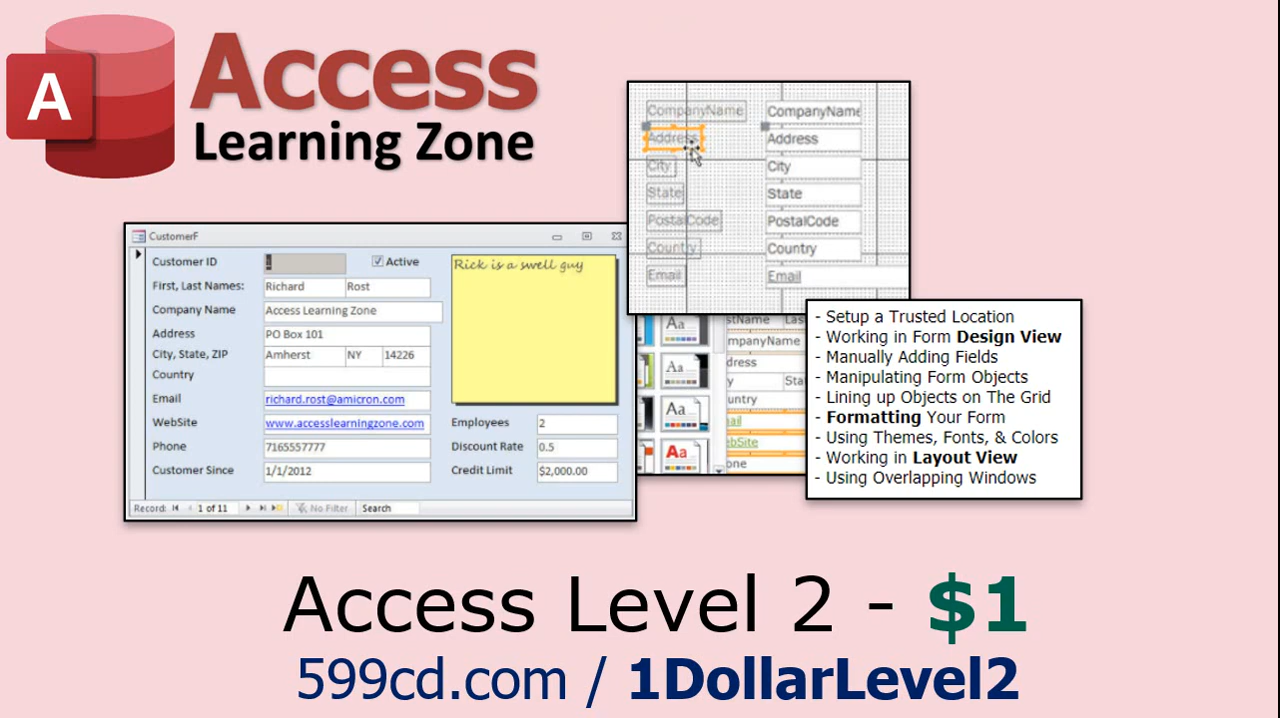 A
Access
Learning Zone
CompanyName CompanyName
Address Address
City City
State State
PostalCode PostalCode
Country Country
Email Email
CustomerF
Customer ID
Active
First, Last Names: Richard Rost
Company Name Access Learning Zone
Address PO Box 101
City, State, ZIP Amherst NY 14226
Country
Email richard.rost@amicron.com
WebSite www.accesslearningzone.com
Phone 7165557777
Customer Since 1/1/2012
Rick is a swell guy
Employees 2
Discount Rate 0.5
Credit Limit $2,000.00
Record: 1 of 11 No Filter Search
Aa
Aa
Aa
Aa
- Setup a Trusted Location
- Working in Form Design View
- Manually Adding Fields
- Manipulating Form Objects
- Lining up Objects on The Grid
- Formatting Your Form
- Using Themes, Fonts, & Colors
- Working in Layout View
- Using Overlapping Windows
Access Level 2 - $1
599cd.com / 1DollarLevel2